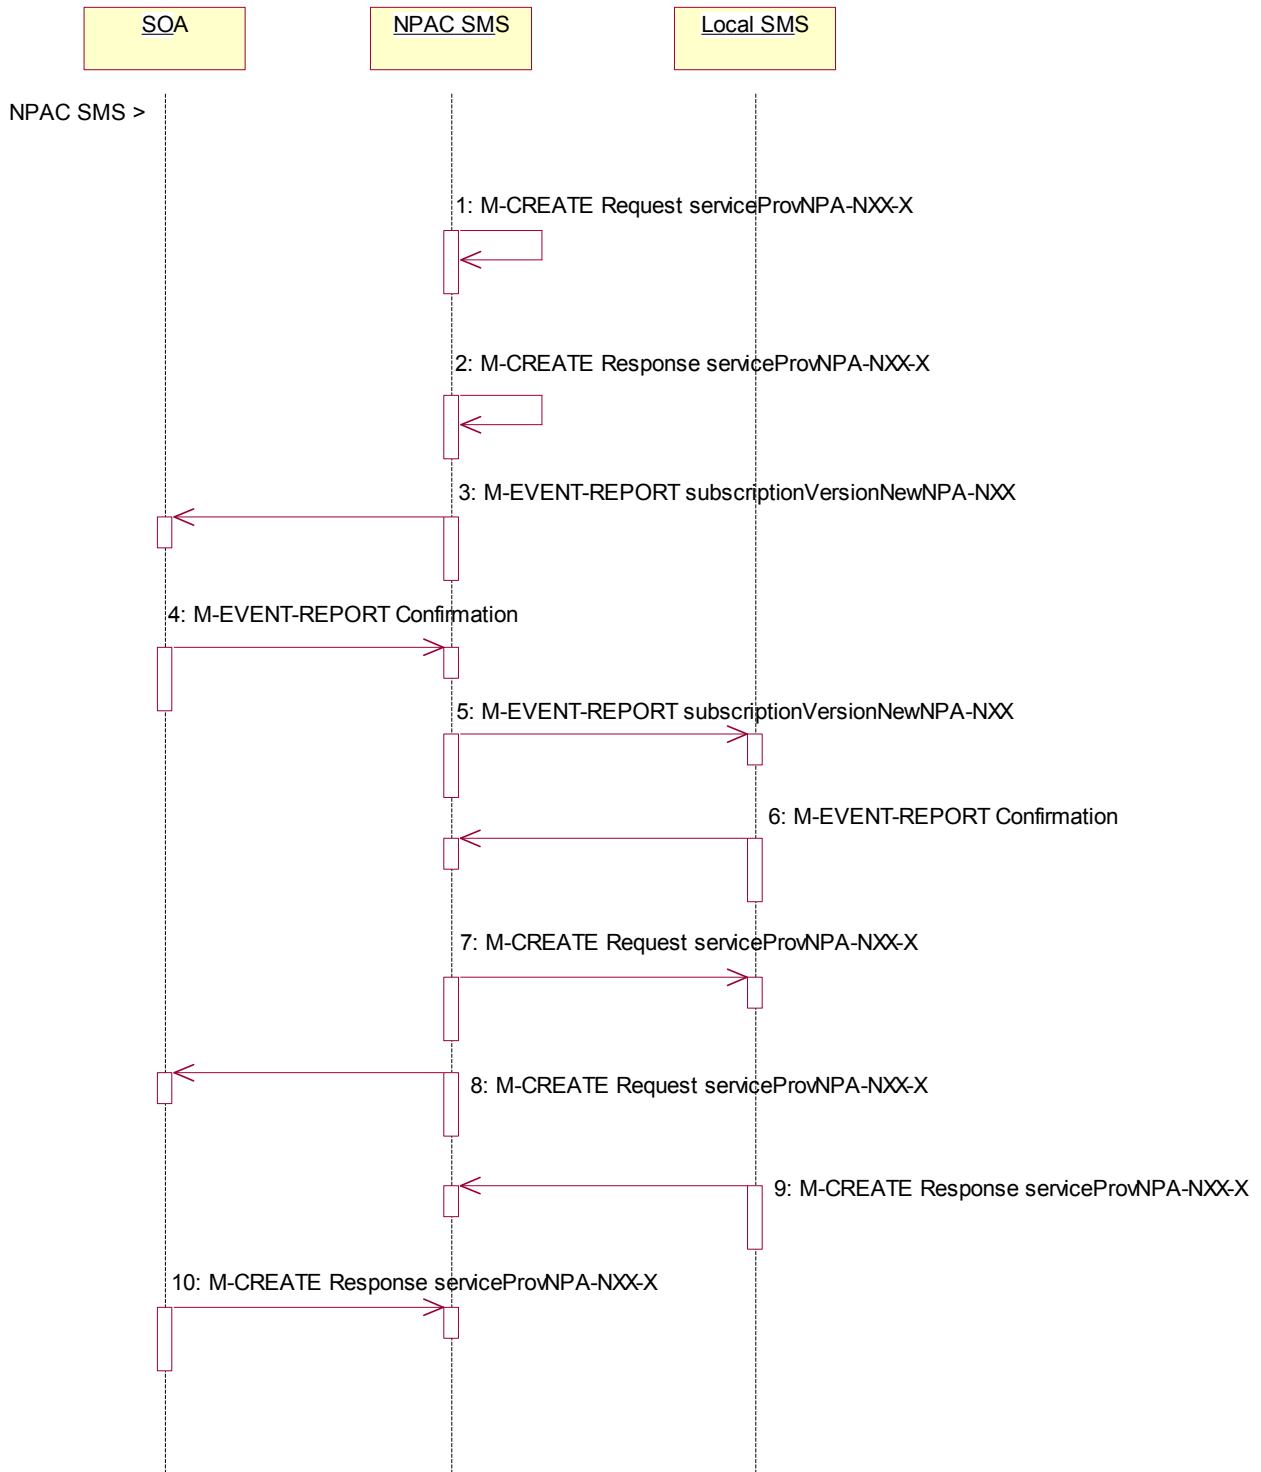 SOA
NPAC SMS
Local SMS
NPAC SMS >
1: M-CREATE Request serviceProvNPA-NXX-X
2: M-CREATE Response serviceProvNPA-NXX-X
3: M-EVENT-REPORT subscriptionVersionNewNPA-NXX
4: M-EVENT-REPORT Confirmation
5: M-EVENT-REPORT subscriptionVersionNewNPA-NXX
6: M-EVENT-REPORT Confirmation
7: M-CREATE Request serviceProvNPA-NXX-X
8: M-CREATE Request serviceProvNPA-NXX-X
9: M-CREATE Response serviceProvNPA-NXX-X
10: M-CREATE Response serviceProvNPA-NXX-X